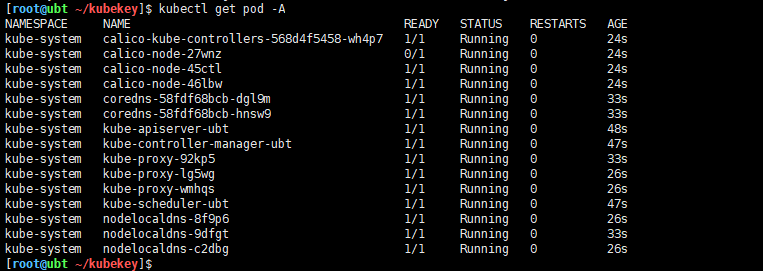 [root@ubt ~/kubekey]$ kubectl get pod -A
NAMESPACE NAME READY STATUS RESTARTS AGE
kube-system calico-kube-controllers-568d4f5458-wh4p7 1/1 Running 0 24s
kube-system calico-node-27wnz 0/1 Running 0 24s
kube-system calico-node-45ctl 1/1 Running 0 24s
kube-system calico-node-46lbw 1/1 Running 0 24s
kube-system coredns-58fdf68bcb-dgl9m 1/1 Running 0 33s
kube-system coredns-58fdf68bcb-hnsw9 1/1 Running 0 33s
kube-system kube-apiserver-ubt 1/1 Running 0 48s
kube-system kube-controller-manager-ubt 1/1 Running 0 47s
kube-system kube-proxy-92kp5 1/1 Running 0 33s
kube-system kube-proxy-lg5wg 1/1 Running 0 26s
kube-system kube-proxy-wmhqs 1/1 Running 0 26s
kube-system kube-scheduler-ubt 1/1 Running 0 47s
kube-system nodelocaldns-8f9p6 1/1 Running 0 26s
kube-system nodelocaldns-9dfgt 1/1 Running 0 33s
kube-system nodelocaldns-c2dbg 1/1 Running 0 26s
[root@ubt ~/kubekey]$